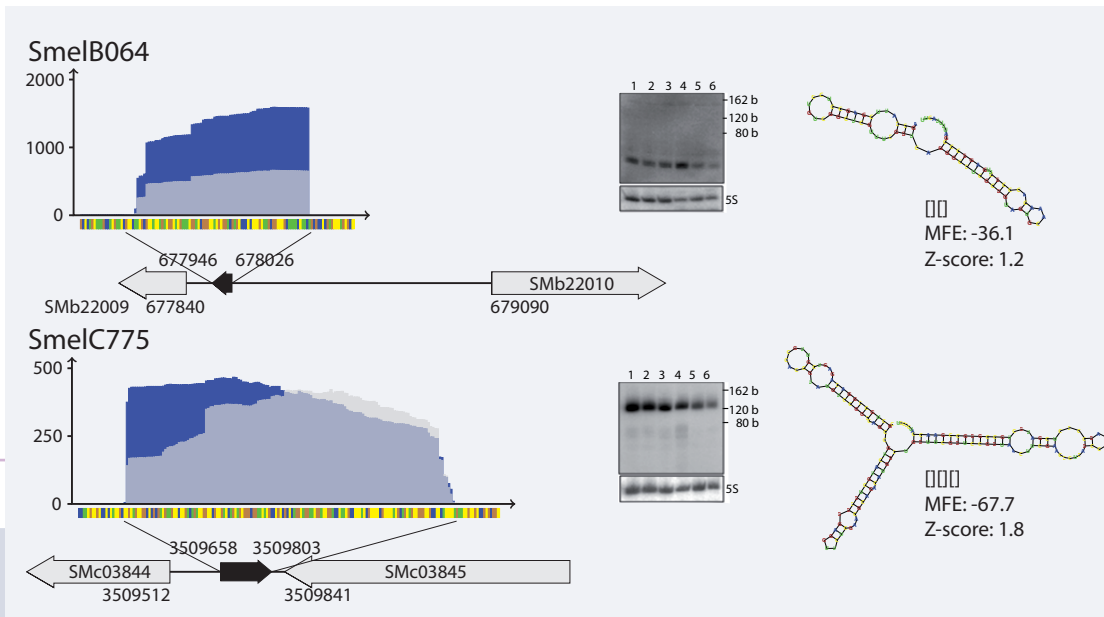 SmelB064
2000
1000
0
677946 678026
SMb22009 677840
SMb22010
679090
1 2 3 4 5 6
162 b
120 b
80 b
5S
[][]
MFE: -36.1
Z-score: 1.2
SmelC775
500
250
0
3509658 3509803
SMc03844 SMc03845
3509512 3509841
1 2 3 4 5 6
162 b
120 b
80 b
5S
[][][]
MFE: -67.7
Z-score: 1.8